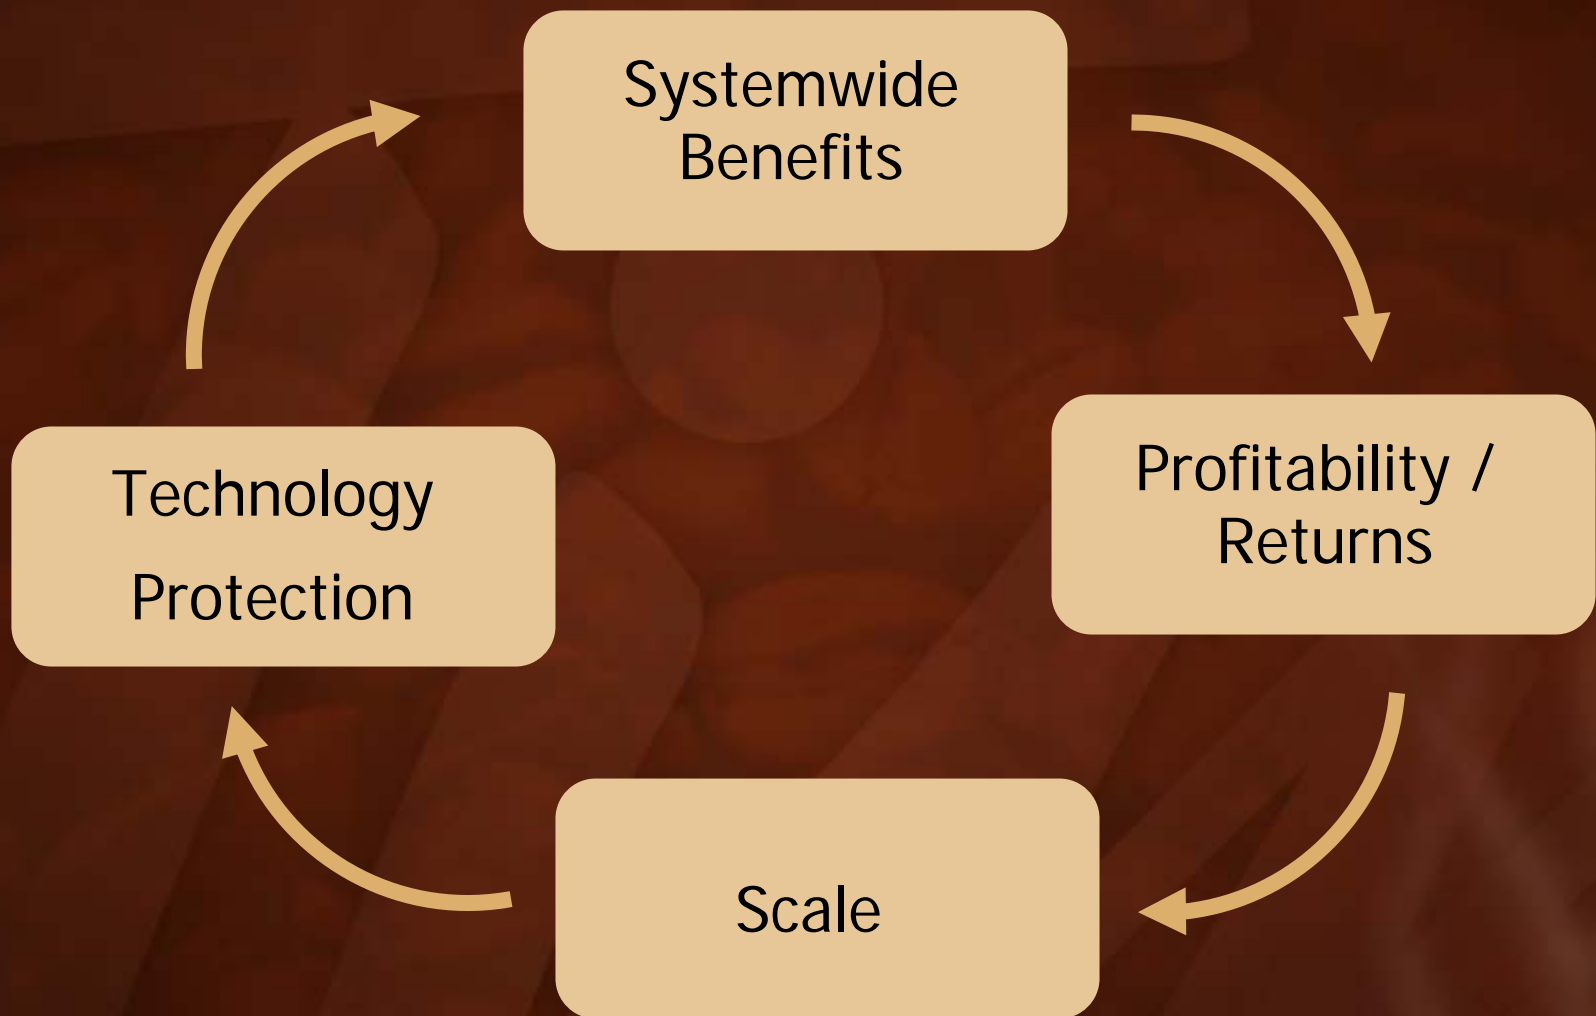 Systemwide
Benefits
Profitability /
Returns
Technology
Protection
Scale